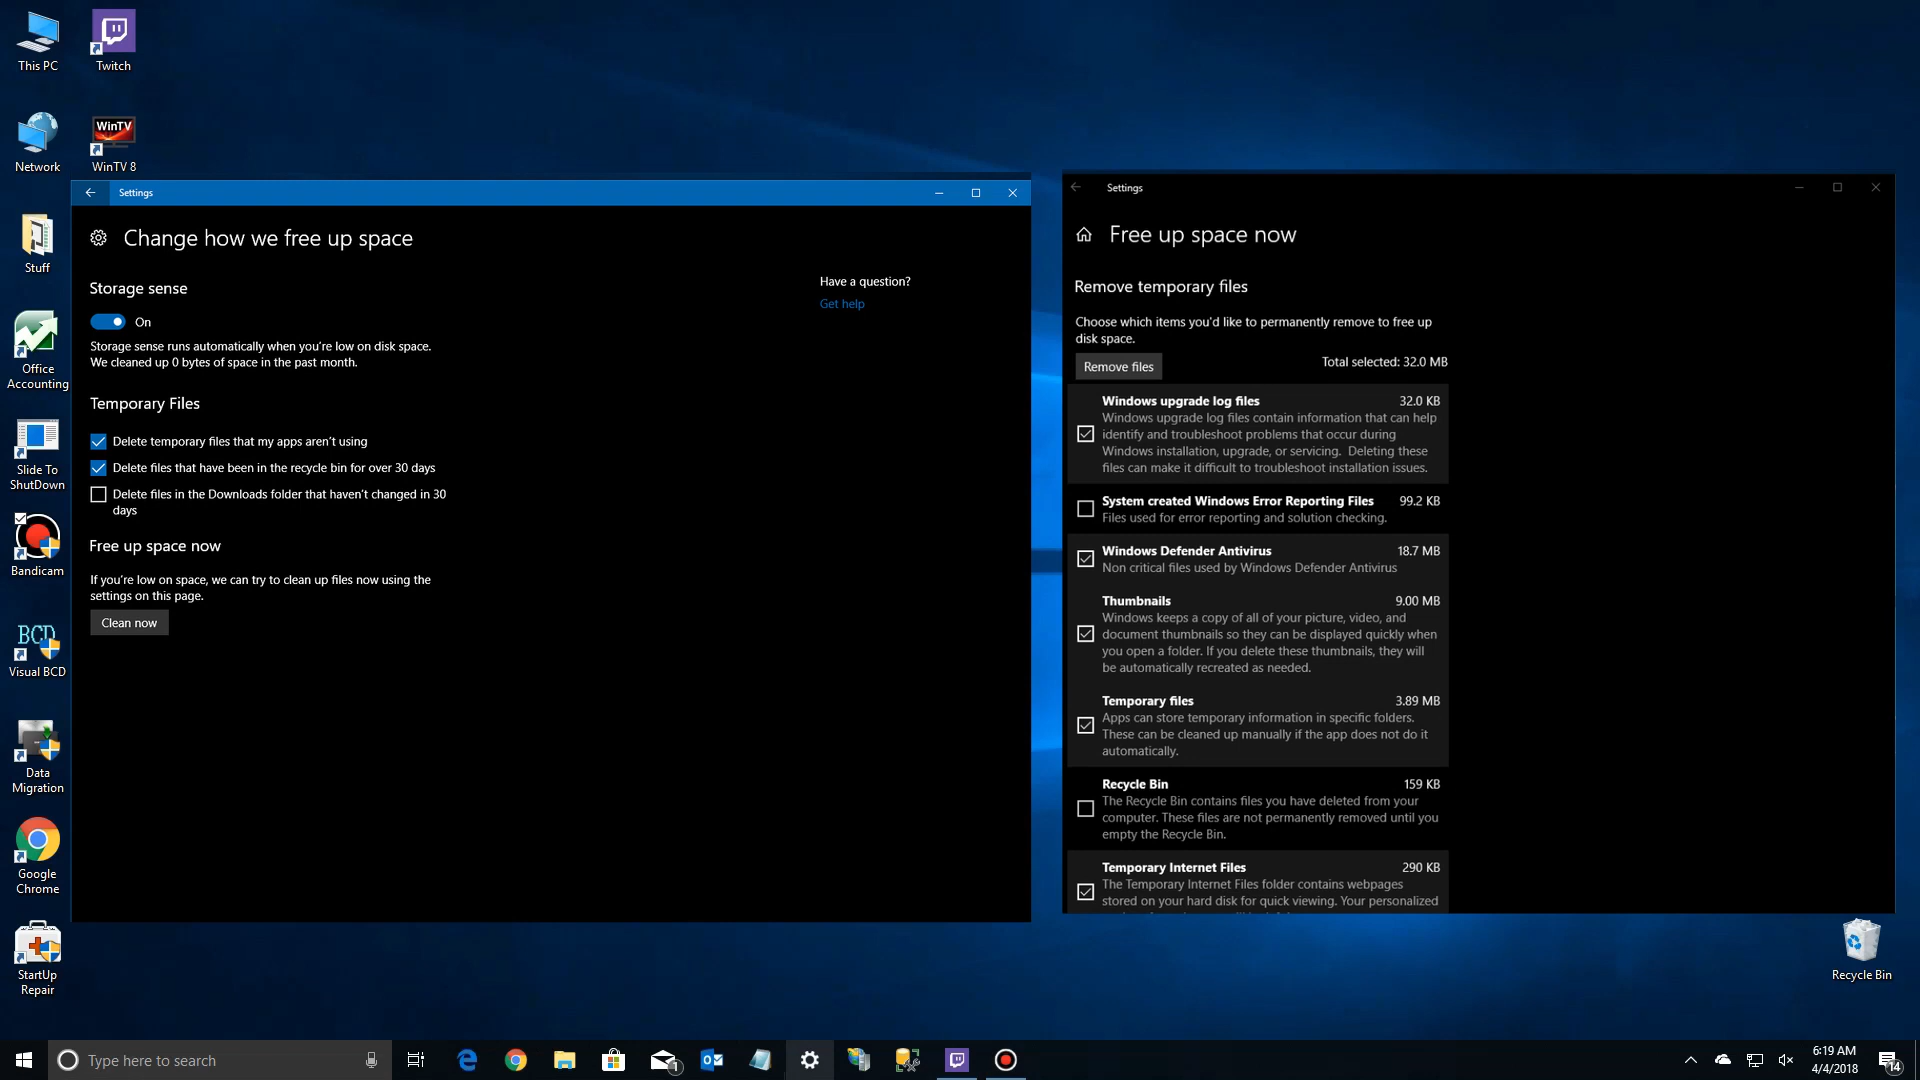 This PC
Twitch
Network
WinTV
WinTV 8
Stuff
Office
Accounting
Slide To
ShutDown
Bandicam
BCD
Visual BCD
Data
Migration
Google
Chrome
StartUp
Repair
Settings
Change how we free up space
Storage sense
On
Storage sense runs automatically when you're low on disk space.
We cleaned up 0 bytes of space in the past month.
Temporary Files
Delete temporary files that my apps aren't using
Delete files that have been in the recycle bin for over 30 days
Delete files in the Downloads folder that haven't changed in 30
days
Free up space now
If you're low on space, we can try to clean up files now using the
settings on this page.
Clean now
Have a question?
Get help
Settings
Free up space now
Remove temporary files
Choose which items you'd like to permanently remove to free up
disk space.
Remove files
Total selected: 32.0 MB
Windows upgrade log files 32.0 KB
Windows upgrade log files contain information that can help
identify and troubleshoot problems that occur during
Windows installation, upgrade, or servicing.  Deleting these
files can make it difficult to troubleshoot installation issues.
System created Windows Error Reporting Files 99.2 KB
Files used for error reporting and solution checking.
Windows Defender Antivirus 18.7 MB
Non critical files used by Windows Defender Antivirus
Thumbnails 9.00 MB
Windows keeps a copy of all of your picture, video, and
document thumbnails so they can be displayed quickly when
you open a folder. If you delete these thumbnails, they will
be automatically recreated as needed.
Temporary files 3.89 MB
Apps can store temporary information in specific folders.
These can be cleaned up manually if the app does not do it
automatically.
Recycle Bin 159 KB
The Recycle Bin contains files you have deleted from your
computer. These files are not permanently removed until you
empty the Recycle Bin.
Temporary Internet Files 290 KB
The Temporary Internet Files folder contains webpages
stored on your hard disk for quick viewing. Your personalized
Recycle Bin
Type here to search
1
6:19 AM
4/4/2018
14